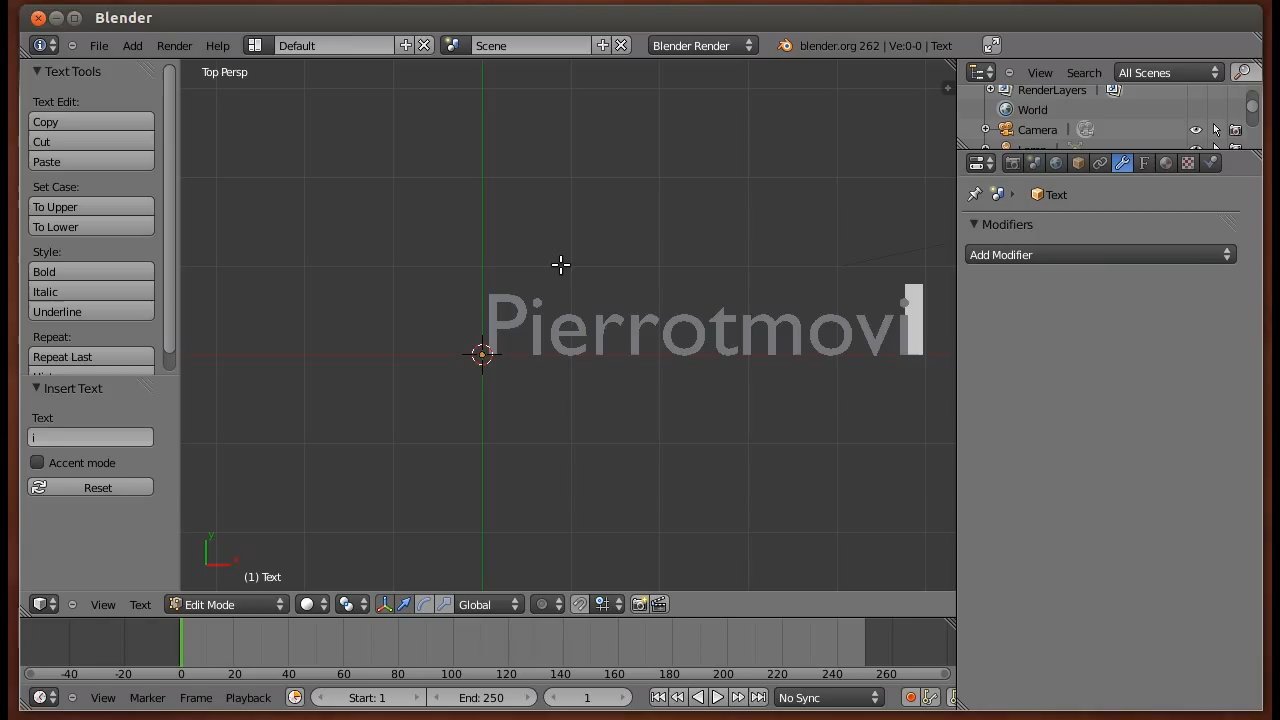 Blender
File Add Render Help Default Scene Blender Render blender.org 262 | Ve:0-0 | Text
Text Tools
Text Edit:
Copy
Cut
Paste
Set Case:
To Upper
To Lower
Style:
Bold
Italic
Underline
Repeat:
Repeat Last
Insert Text
Text
i
Accent mode
Reset
Top Persp
Pierrotmovi
y
x
(1) Text
View Text Edit Mode Global
View Search All Scenes
RenderLayers
World
Camera
Text
Modifiers
Add Modifier
-40 -20 0 20 40 60 80 100 120 140 160 180 200 220 240 260
View Marker Frame Playback Start: 1 End: 250 1 No Sync